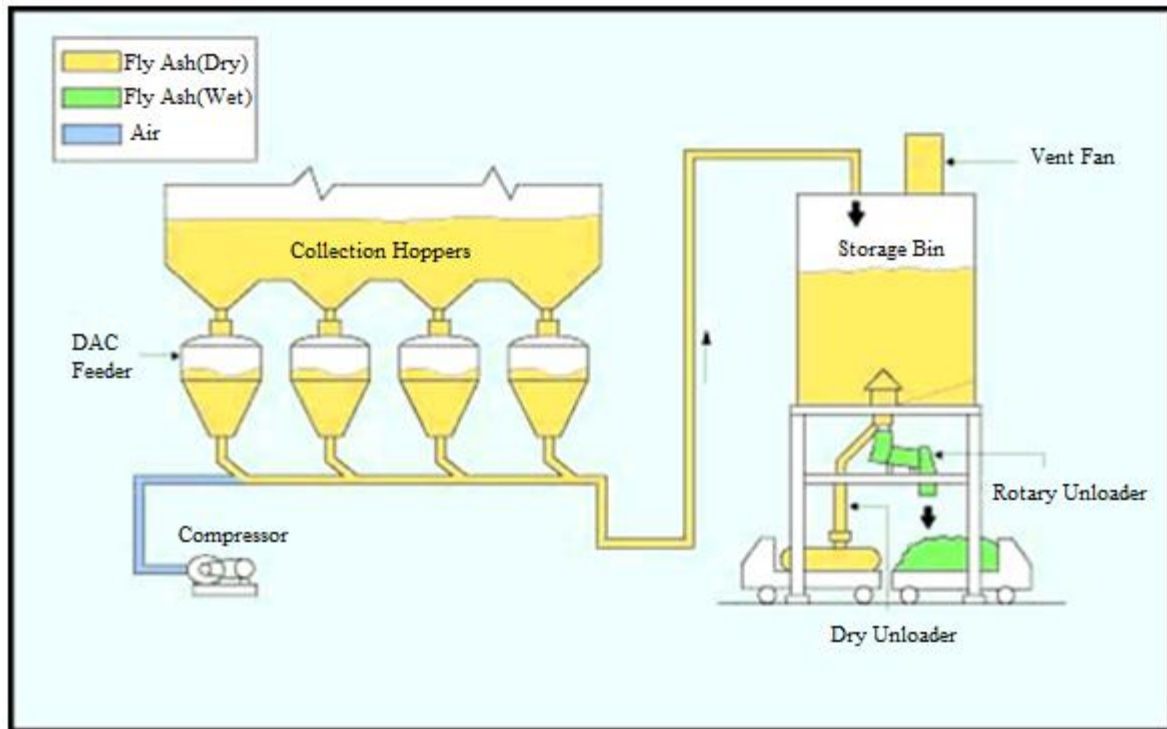 Fly Ash(Dry)
Fly Ash(Wet)
Air
Vent Fan
Collection Hoppers
Storage Bin
DAC
Feeder
Rotary Unloader
Compressor
Dry Unloader